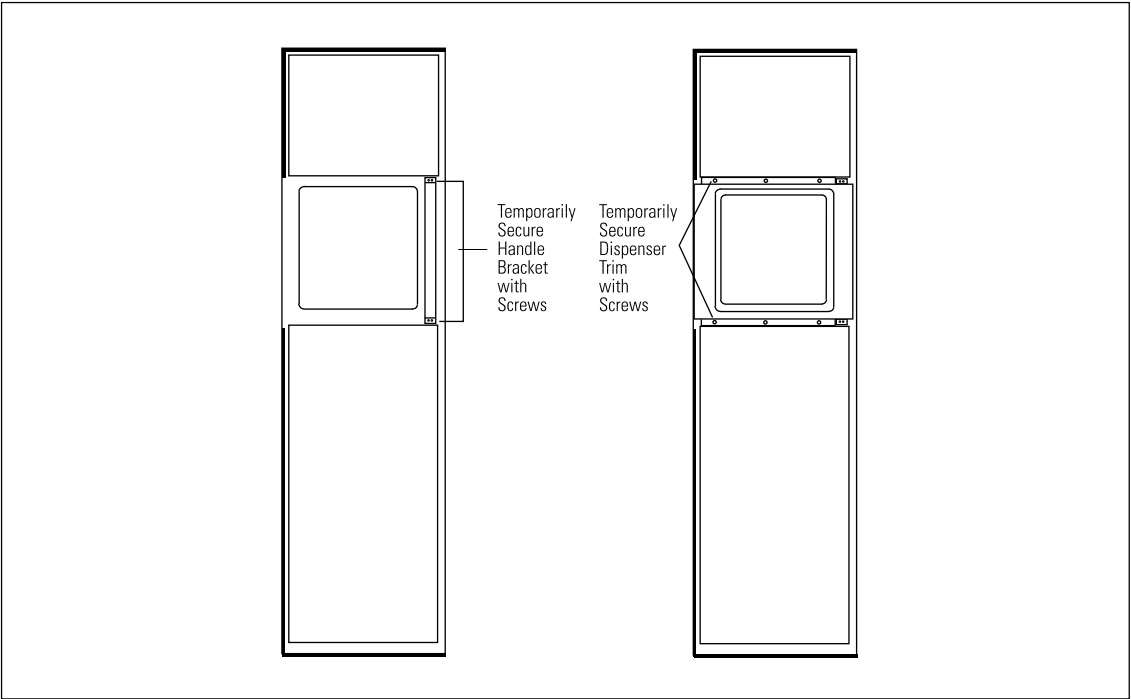 Temporarily
Secure
Handle
Bracket
with
Screws
Temporarily
Secure
Dispenser
Trim
with
Screws